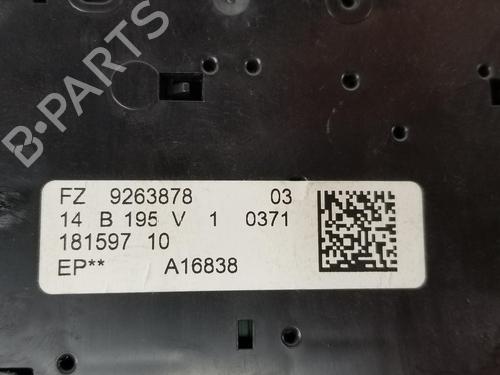 B-PARTS
FZ 9263878 03
14 B 195 V 1 0371
181597 10
EP** A16838